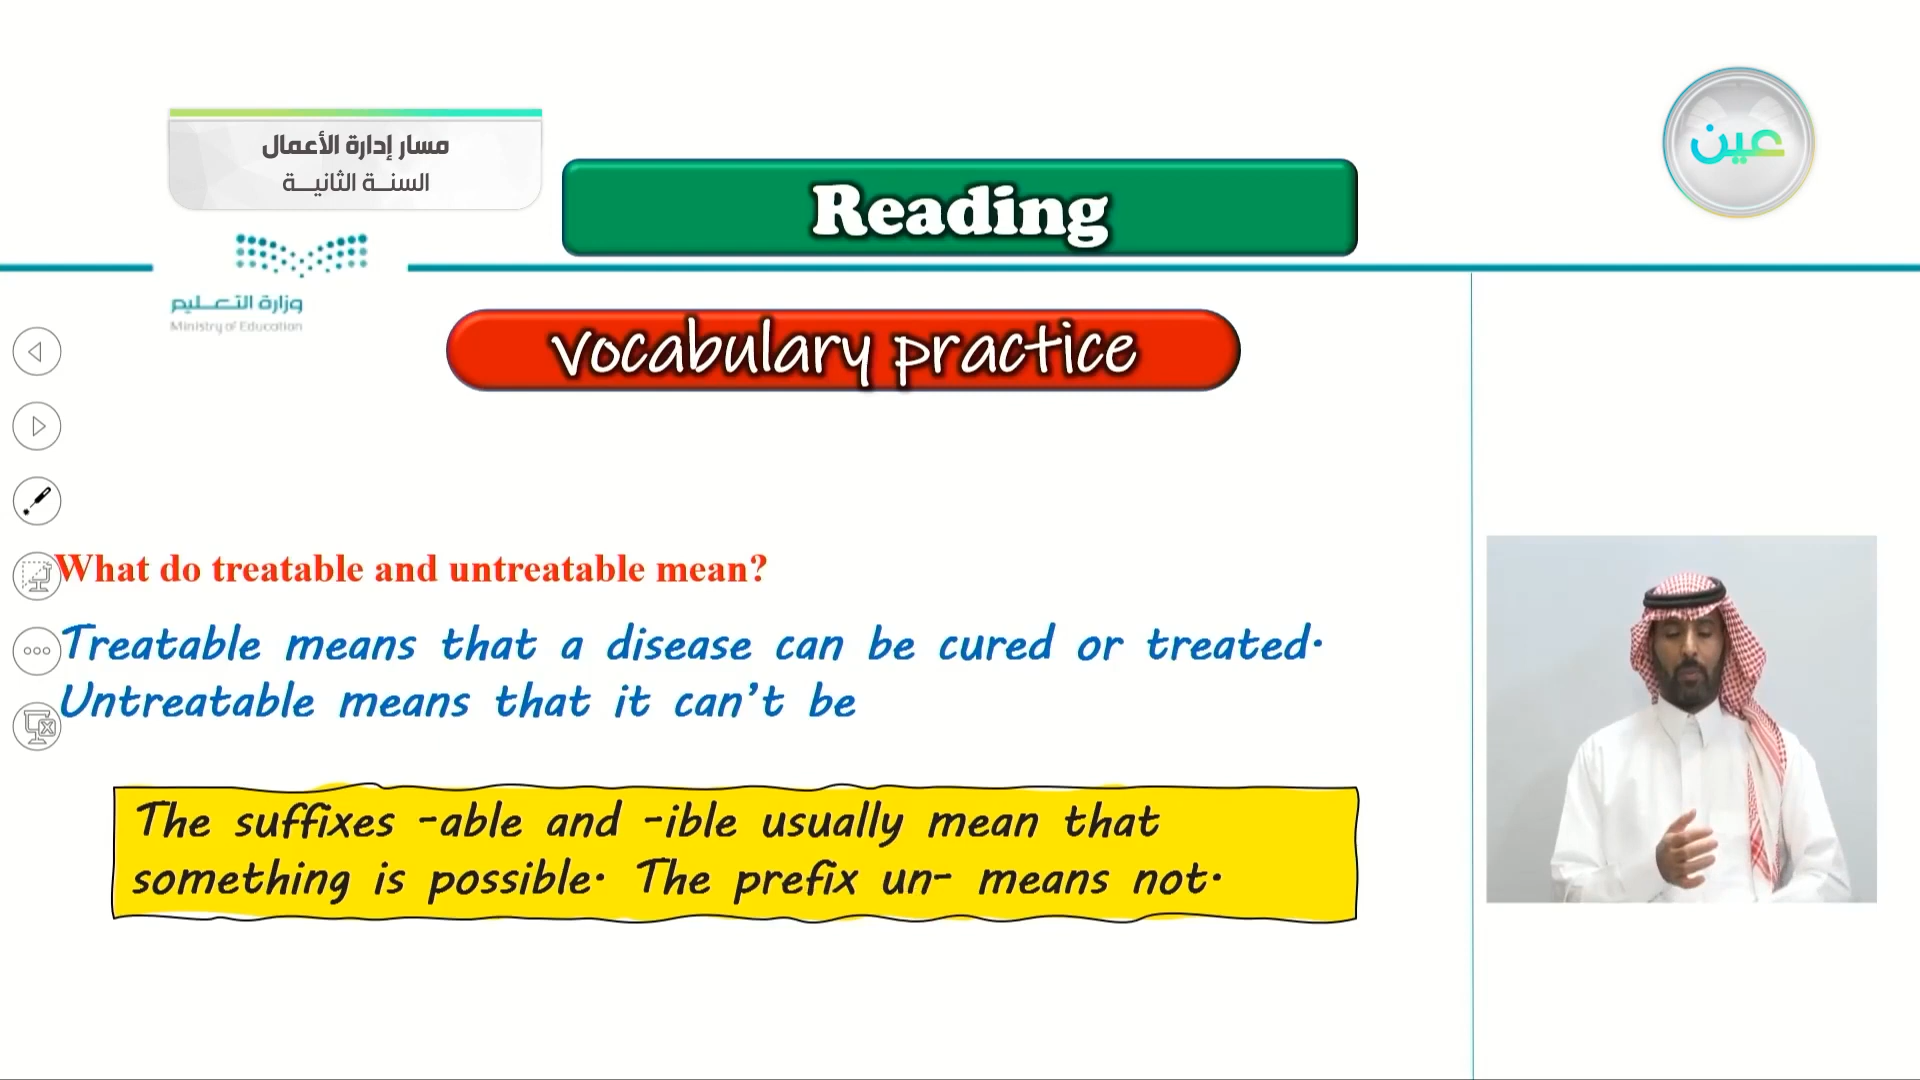 مسار إدارة الأعمال
السنة الثانية
عين
Reading
وزارة التعليم
Ministry of Education
vocabulary practice
What do treatable and untreatable mean?
Treatable means that a disease can be cured or treated.
Untreatable means that it can't be
The suffixes -able and -ible usually mean that
something is possible. The prefix un- means not.